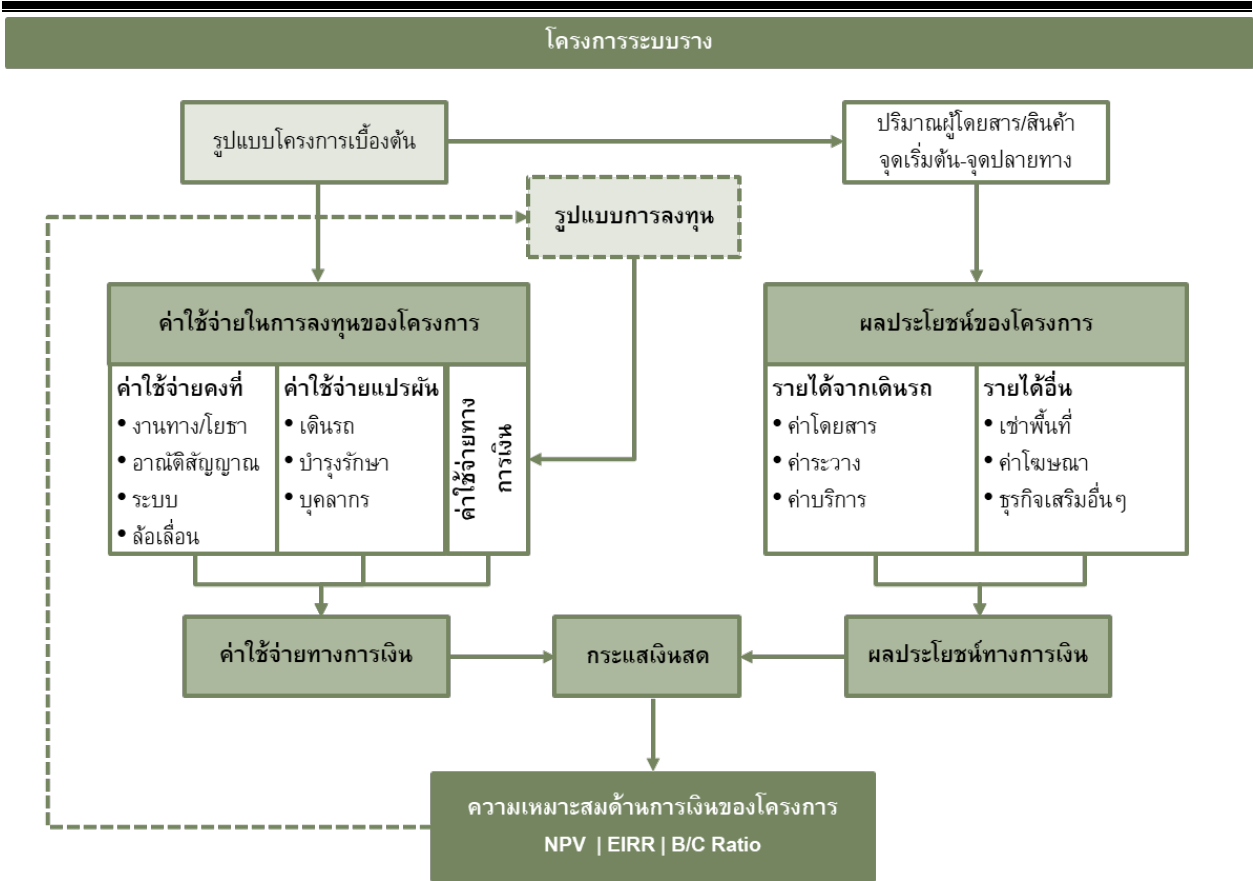 โครงการระบบราง
รูปแบบโครงการเบื้องต้น
ปริมาณผู้โดยสาร/สินค้า
จุดเริ่มต้น-จุดปลายทาง
รูปแบบการลงทุน
ค่าใช้จ่ายในการลงทุนของโครงการ
ค่าใช้จ่ายคงที่
• งานทาง/โยธา
• อาณัติสัญญาณ
• ระบบ
• ล้อเลื่อน
ค่าใช้จ่ายแปรผัน
• เดินรถ
• บำรุงรักษา
• บุคลากร
ค่าใช้จ่ายทาง
การเงิน
ผลประโยชน์ของโครงการ
รายได้จากเดินรถ
• ค่าโดยสาร
• ค่าระวาง
• ค่าบริการ
รายได้อื่น
• เช่าพื้นที่
• ค่าโฆษณา
• ธุรกิจเสริมอื่นๆ
ค่าใช้จ่ายทางการเงิน
กระแสเงินสด
ผลประโยชน์ทางการเงิน
ความเหมาะสมด้านการเงินของโครงการ
NPV | EIRR | B/C Ratio